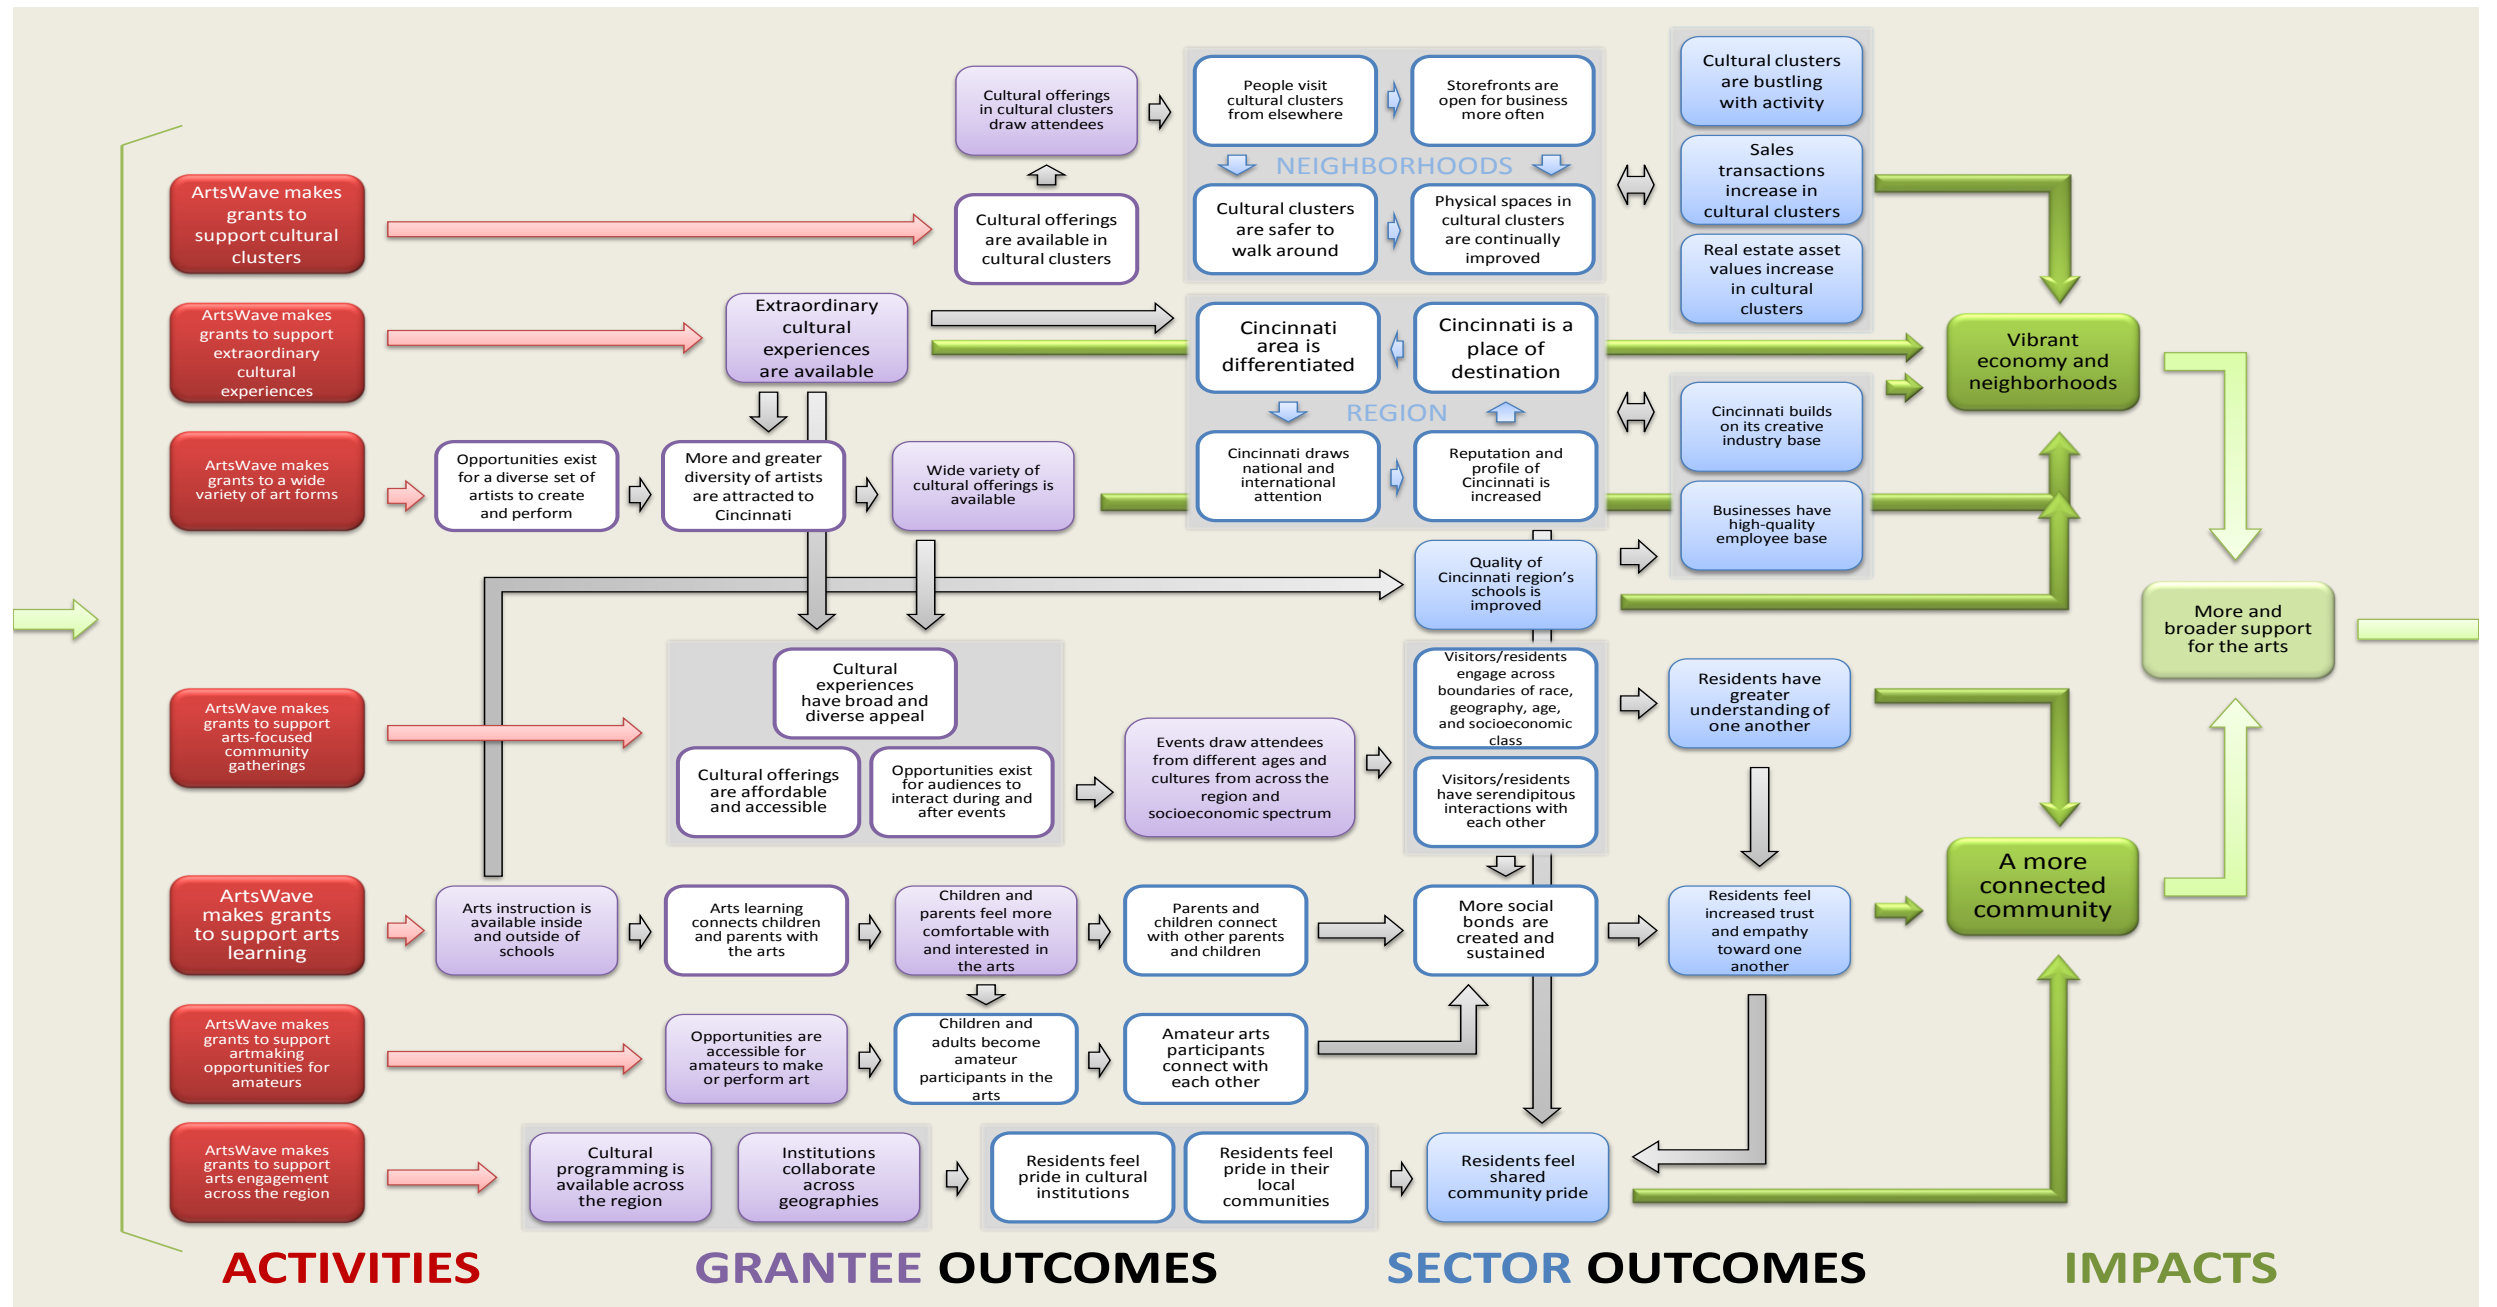 Cultural offerings
in cultural clusters
draw attendees
People visit
cultural clusters
from elsewhere
Storefronts are
open for business
more often
Cultural clusters
are bustling
with activity
NEIGHBORHOODS
Sales
transactions
increase in
cultural clusters
ArtsWave makes
grants to
support cultural
clusters
Cultural offerings
are available in
cultural clusters
Cultural clusters
are safer to
walk around
Physical spaces in
cultural clusters
are continually
improved
Real estate asset
values increase
in cultural
clusters
ArtsWave makes
grants to support
extraordinary
cultural
experiences
Extraordinary
cultural
experiences
are available
Cincinnati
area is
differentiated
Cincinnati is a
place of
destination
Vibrant
economy and
neighborhoods
REGION
Cincinnati builds
on its creative
industry base
ArtsWave makes
grants to a wide
variety of art forms
Opportunities exist
for a diverse set of
artists to create
and perform
More and greater
diversity of artists
are attracted to
Cincinnati
Wide variety of
cultural offerings is
available
Cincinnati draws
national and
international
attention
Reputation and
profile of
Cincinnati is
increased
Businesses have
high-quality
employee base
Quality of
Cincinnati region’s
schools is
improved
More and
broader support
for the arts
ArtsWave makes
grants to support
arts-focused
community
gatherings
Cultural
experiences
have broad and
diverse appeal
Cultural offerings
are affordable
and accessible
Opportunities exist
for audiences to
interact during and
after events
Events draw attendees
from different ages and
cultures from across the
region and
socioeconomic spectrum
Visitors/residents
engage across
boundaries of race,
geography, age,
and socioeconomic
class
Visitors/residents
have serendipitous
interactions with
each other
Residents have
greater
understanding of
one another
ArtsWave
makes grants
to support arts
learning
Arts instruction is
available inside
and outside of
schools
Arts learning
connects children
and parents with
the arts
Children and
parents feel more
comfortable with
and interested in
the arts
Parents and
children connect
with other parents
and children
More social
bonds are
created and
sustained
Residents feel
increased trust
and empathy
toward one
another
A more
connected
community
ArtsWave makes
grants to support
artmaking
opportunities for
amateurs
Opportunities are
accessible for
amateurs to make
or perform art
Children and
adults become
amateur
participants in the
arts
Amateur arts
participants
connect with
each other
ArtsWave makes
grants to support
arts engagement
across the region
Cultural
programming is
available across
the region
Institutions
collaborate
across
geographies
Residents feel
pride in cultural
institutions
Residents feel
pride in their
local
communities
Residents feel
shared
community pride
ACTIVITIES
GRANTEE OUTCOMES
SECTOR OUTCOMES
IMPACTS